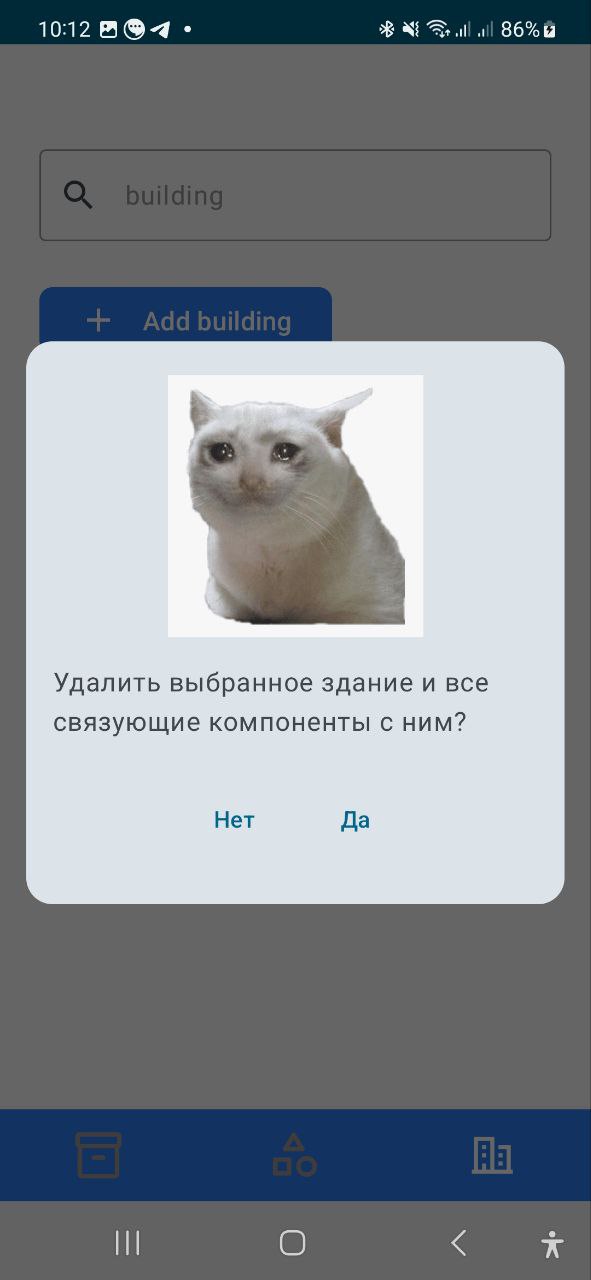 10:12 86%
building
Add building
Удалить выбранное здание и все
связующие компоненты с ним?
Нет Да